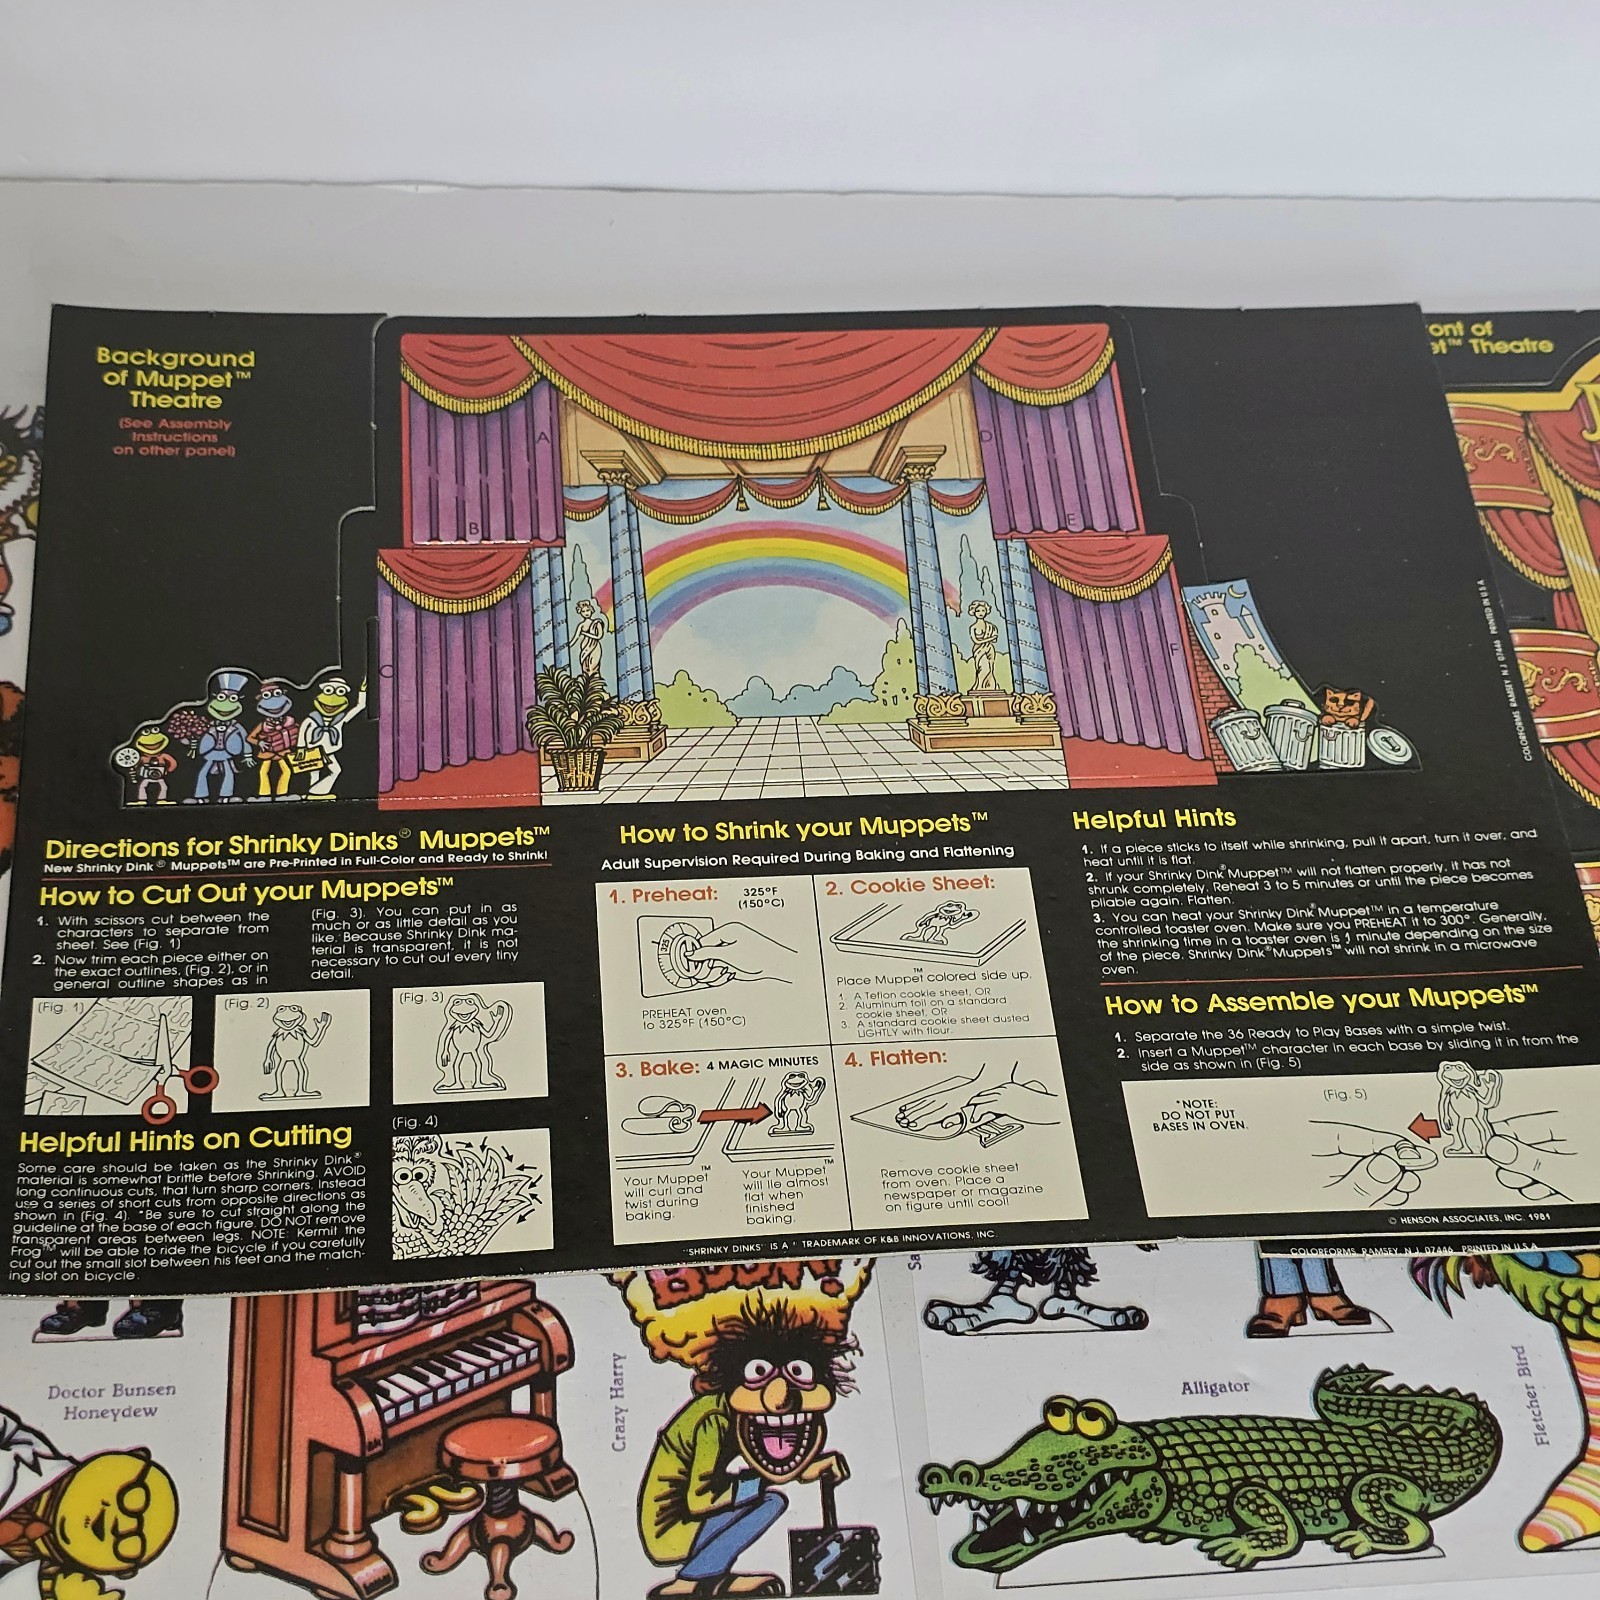 Background
of Muppet™
Theatre
(See Assembly
Instructions
on other panel)
ont of
et™ Theatre
A
B
C
D
E
F
COLORFORMS RAMSEY N J 07446 PRINTED IN U S A
Directions for Shrinky Dinks® Muppets™
New Shrinky Dink® Muppets™ are Pre-Printed in Full-Color and Ready to Shrink!
How to Cut Out your Muppets™
1. With scissors cut between the
characters to separate from
sheet. See (Fig. 1)
2. Now trim each piece either on
the exact outlines, (Fig. 2), or in
general outline shapes as in
(Fig. 3). You can put in as
much or as little detail as you
like. Because Shrinky Dink ma-
terial is transparent, it is not
necessary to cut out every tiny
detail.
(Fig. 1)
(Fig. 2)
(Fig. 3)
Helpful Hints on Cutting
Some care should be taken as the Shrinky Dink®
material is somewhat brittle before Shrinking. AVOID
long continuous cuts, that turn sharp corners. Instead
use a series of short cuts from opposite directions as
shown in (Fig. 4). *Be sure to cut straight along the
guideline at the base of each figure. DO NOT remove
transparent areas between legs. NOTE: Kermit the
Frog™ will be able to ride the bicycle if you carefully
cut out the small slot between his feet and the match-
ing slot on bicycle.
(Fig. 4)
How to Shrink your Muppets™
Adult Supervision Required During Baking and Flattening
1. Preheat: 325°F
(150°C)
325
PREHEAT oven
to 325°F (150°C)
2. Cookie Sheet:
Place Muppet™ colored side up.
1. A Teflon cookie sheet, OR
2. Aluminum foil on a standard
cookie sheet, OR
3. A standard cookie sheet dusted
LIGHTLY with flour.
3. Bake: 4 MAGIC MINUTES
Your Muppet™
will curl and
twist during
baking.
Your Muppet™
will lie almost
flat when
finished
baking.
4. Flatten:
Remove cookie sheet
from oven. Place a
newspaper or magazine
on figure until cool!
"SHRINKY DINKS" IS A TRADEMARK OF K&B INNOVATIONS, INC.
Helpful Hints
1. If a piece sticks to itself while shrinking, pull it apart, turn it over, and
heat until it is flat.
2. If your Shrinky Dink® Muppet™ will not flatten properly, it has not
shrunk completely. Reheat 3 to 5 minutes or until the piece becomes
pliable again. Flatten.
3. You can heat your Shrinky Dink® Muppet™ in a temperature
controlled toaster oven. Make sure you PREHEAT it to 300°. Generally,
the shrinking time in a toaster oven is 1 minute depending on the size
of the piece. Shrinky Dink® Muppets™ will not shrink in a microwave
oven.
How to Assemble your Muppets™
1. Separate the 36 Ready to Play Bases with a simple twist.
2. Insert a Muppet™ character in each base by sliding it in from the
side as shown in (Fig. 5)
*NOTE:
DO NOT PUT
BASES IN OVEN.
(Fig. 5)
© HENSON ASSOCIATES, INC. 1981
COLORFORMS RAMSEY N J 07446 PRINTED IN U S A
Doctor Bunsen
Honeydew
Crazy Harry
BOOM!
Alligator
Fletcher Bird